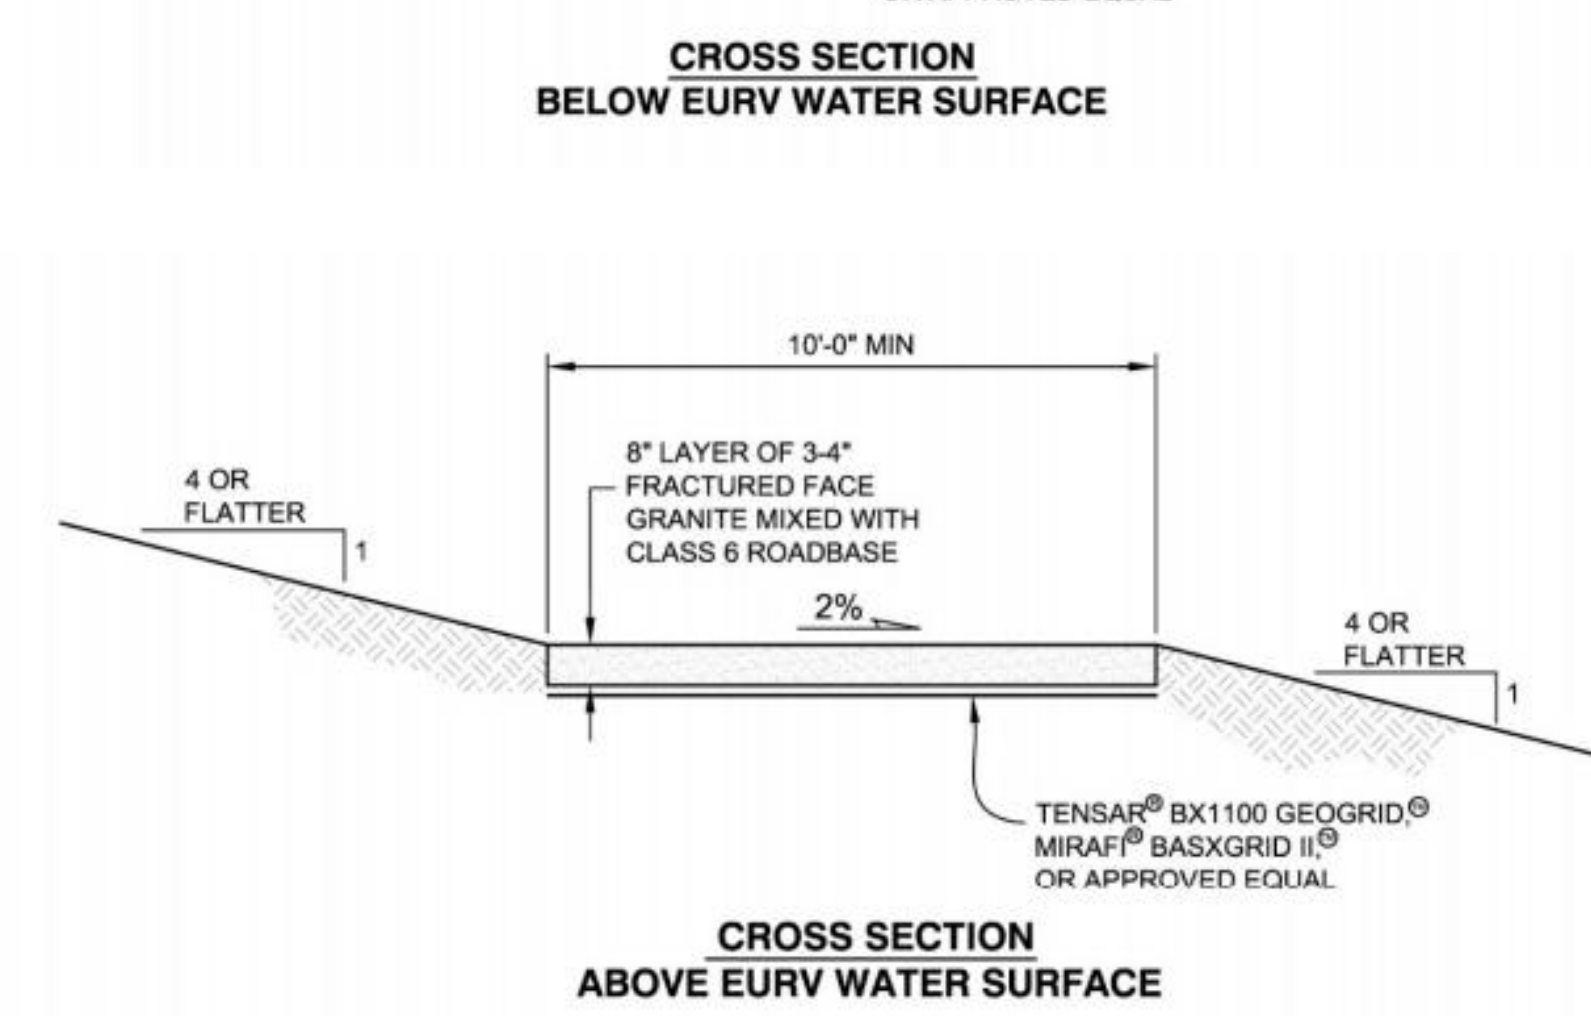 CROSS SECTION
BELOW EURV WATER SURFACE
10'-0" MIN
8" LAYER OF 3-4"
FRACTURED FACE
GRANITE MIXED WITH
CLASS 6 ROADBASE
4 OR
FLATTER
1
2%
4 OR
FLATTER
1
TENSAR® BX1100 GEOGRID,™
MIRAFI® BASXGRID II,™
OR APPROVED EQUAL
CROSS SECTION
ABOVE EURV WATER SURFACE